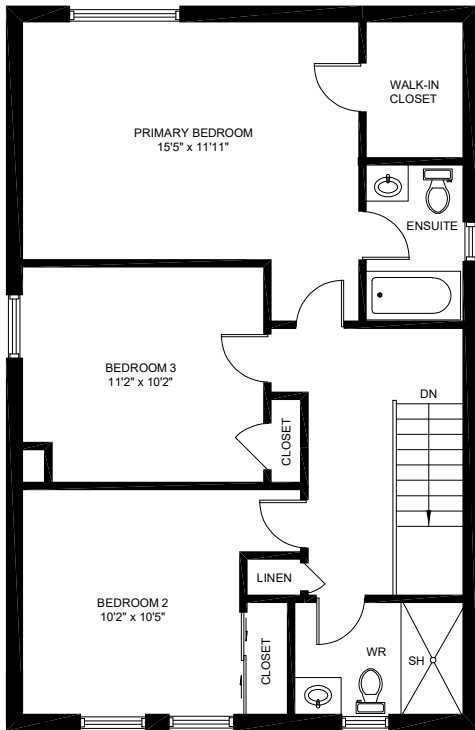 WALK-IN
CLOSET
PRIMARY BEDROOM
15'5" x 11'11"
ENSUITE
BEDROOM 3
11'2" x 10'2"
DN
CLOSET
LINEN
BEDROOM 2
10'2" x 10'5"
CLOSET
WR
SH